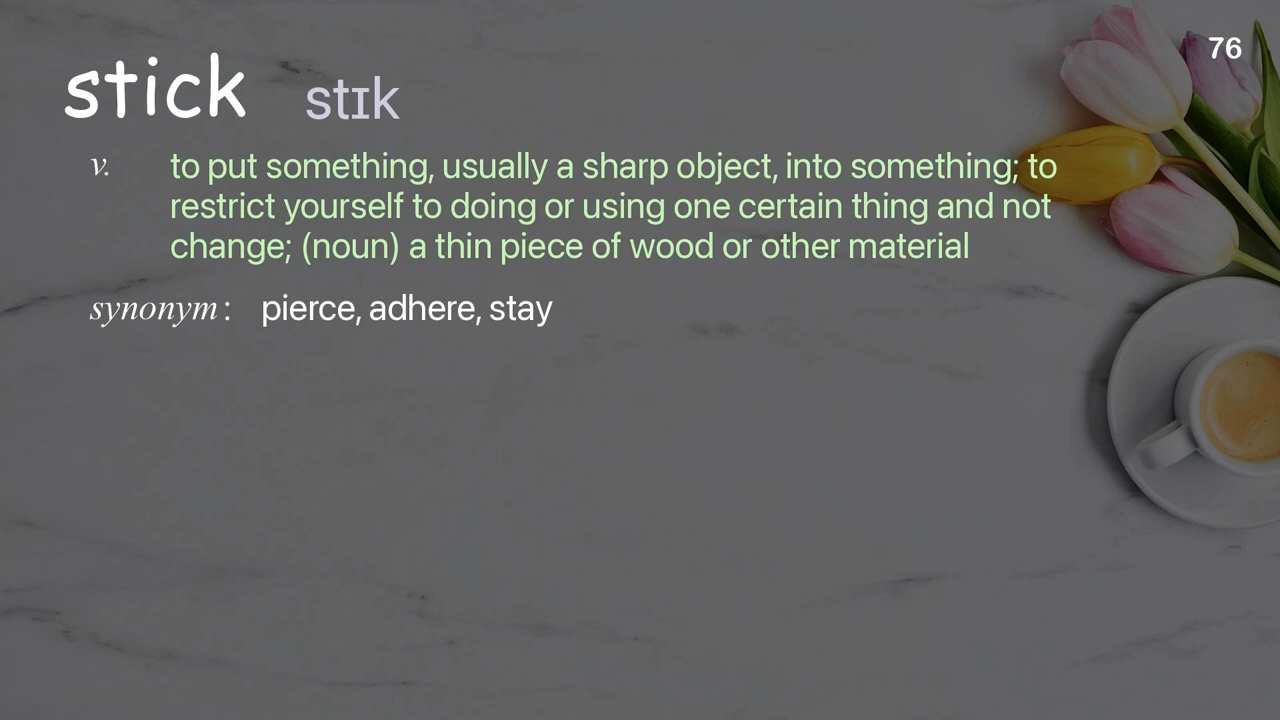 76
stick stɪk
v. to put something, usually a sharp object, into something; to
restrict yourself to doing or using one certain thing and not
change; (noun) a thin piece of wood or other material
synonym: pierce, adhere, stay